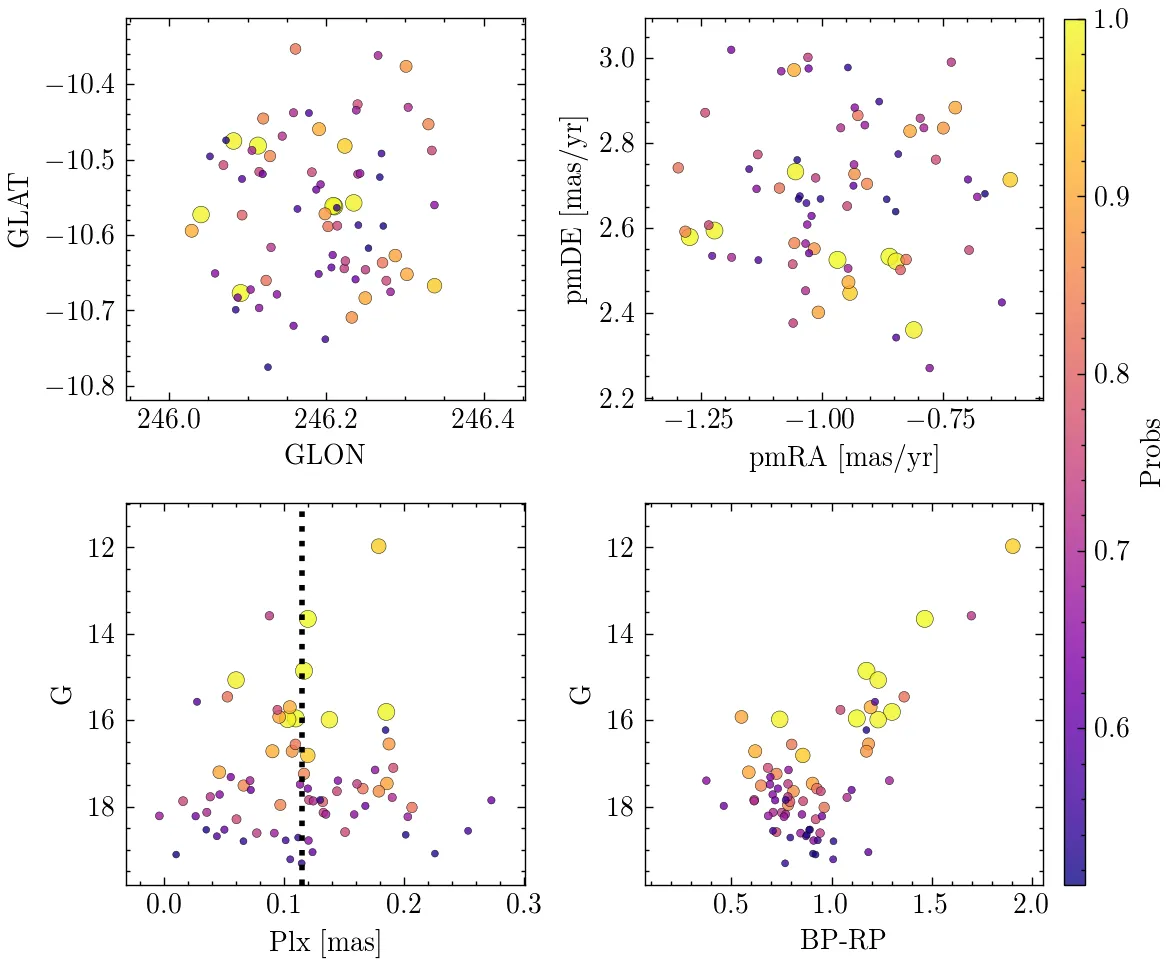 −10.4
−10.5
−10.6
−10.7
−10.8
GLAT
246.0 246.2 246.4
GLON
3.0
2.8
2.6
2.4
2.2
pmDE [mas/yr]
−1.25 −1.00 −0.75
pmRA [mas/yr]
1.0
0.9
0.8
0.7
0.6
Probs
12
14
16
18
G
0.0 0.1 0.2 0.3
Plx [mas]
12
14
16
18
G
0.5 1.0 1.5 2.0
BP-RP